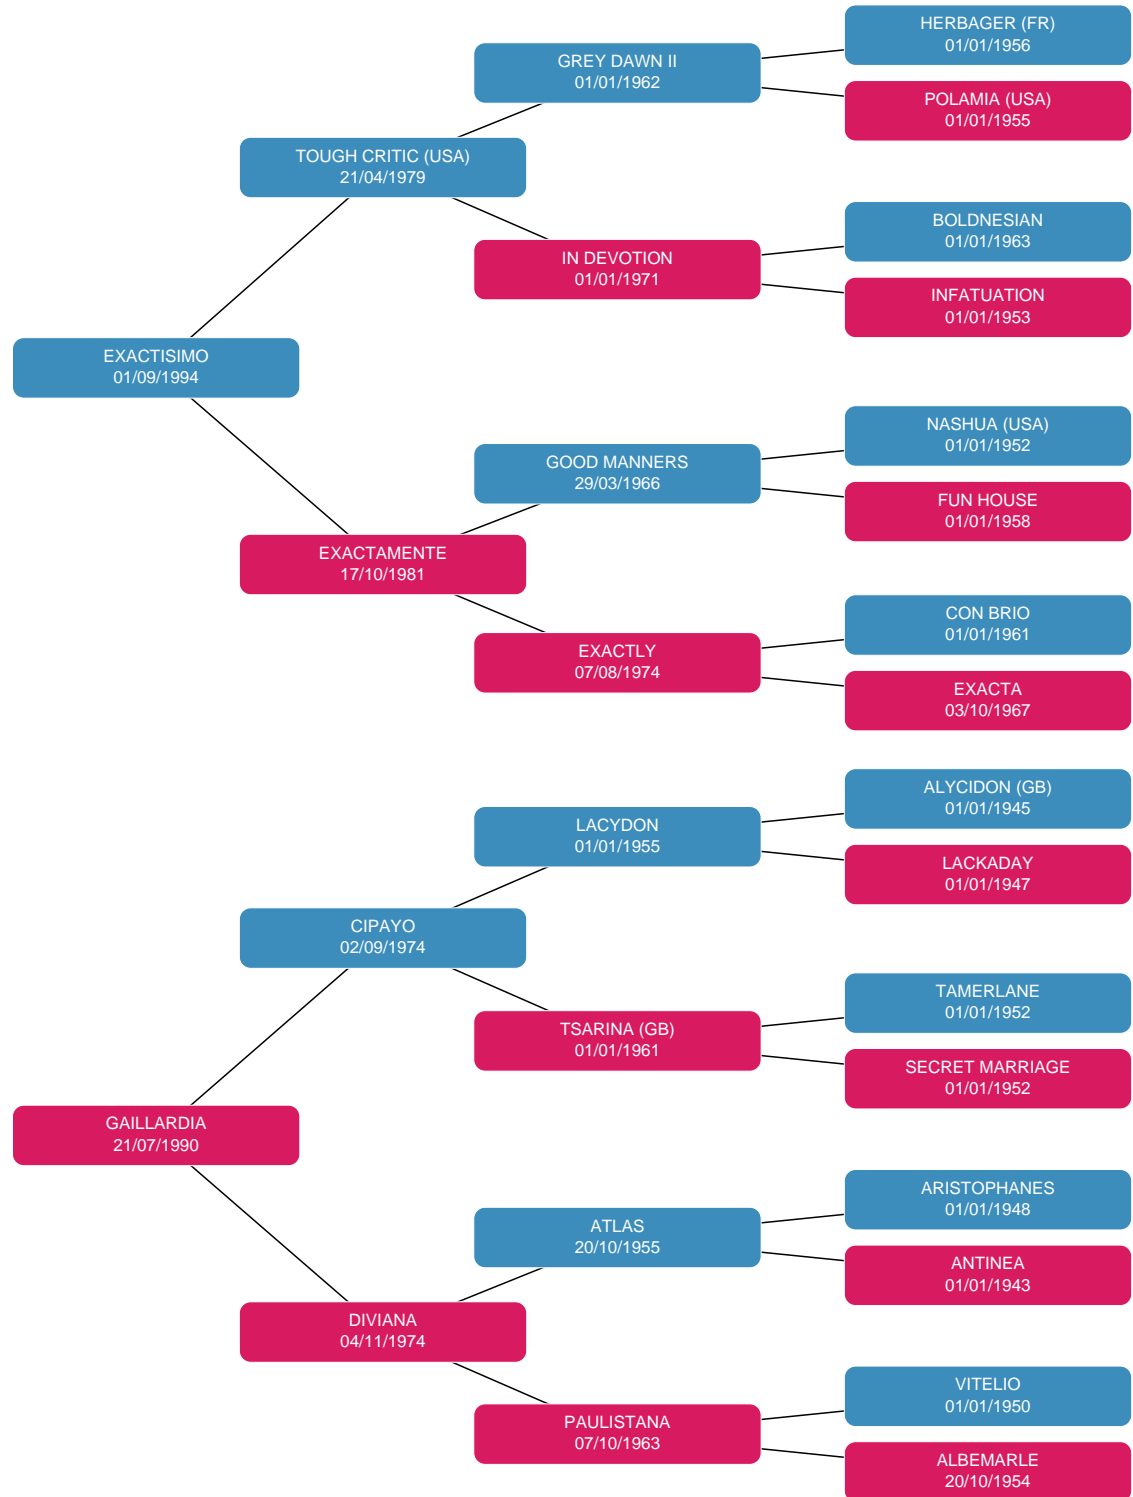 HERBAGER (FR)
01/01/1956
GREY DAWN II
01/01/1962
POLAMIA (USA)
01/01/1955
TOUGH CRITIC (USA)
21/04/1979
BOLDNESIAN
01/01/1963
IN DEVOTION
01/01/1971
INFATUATION
01/01/1953
EXACTISIMO
01/09/1994
NASHUA (USA)
01/01/1952
GOOD MANNERS
29/03/1966
FUN HOUSE
01/01/1958
EXACTAMENTE
17/10/1981
CON BRIO
01/01/1961
EXACTLY
07/08/1974
EXACTA
03/10/1967
ALYCIDON (GB)
01/01/1945
LACYDON
01/01/1955
LACKADAY
01/01/1947
CIPAYO
02/09/1974
TAMERLANE
01/01/1952
TSARINA (GB)
01/01/1961
SECRET MARRIAGE
01/01/1952
GAILLARDIA
21/07/1990
ARISTOPHANES
01/01/1948
ATLAS
20/10/1955
ANTINEA
01/01/1943
DIVIANA
04/11/1974
VITELIO
01/01/1950
PAULISTANA
07/10/1963
ALBEMARLE
20/10/1954